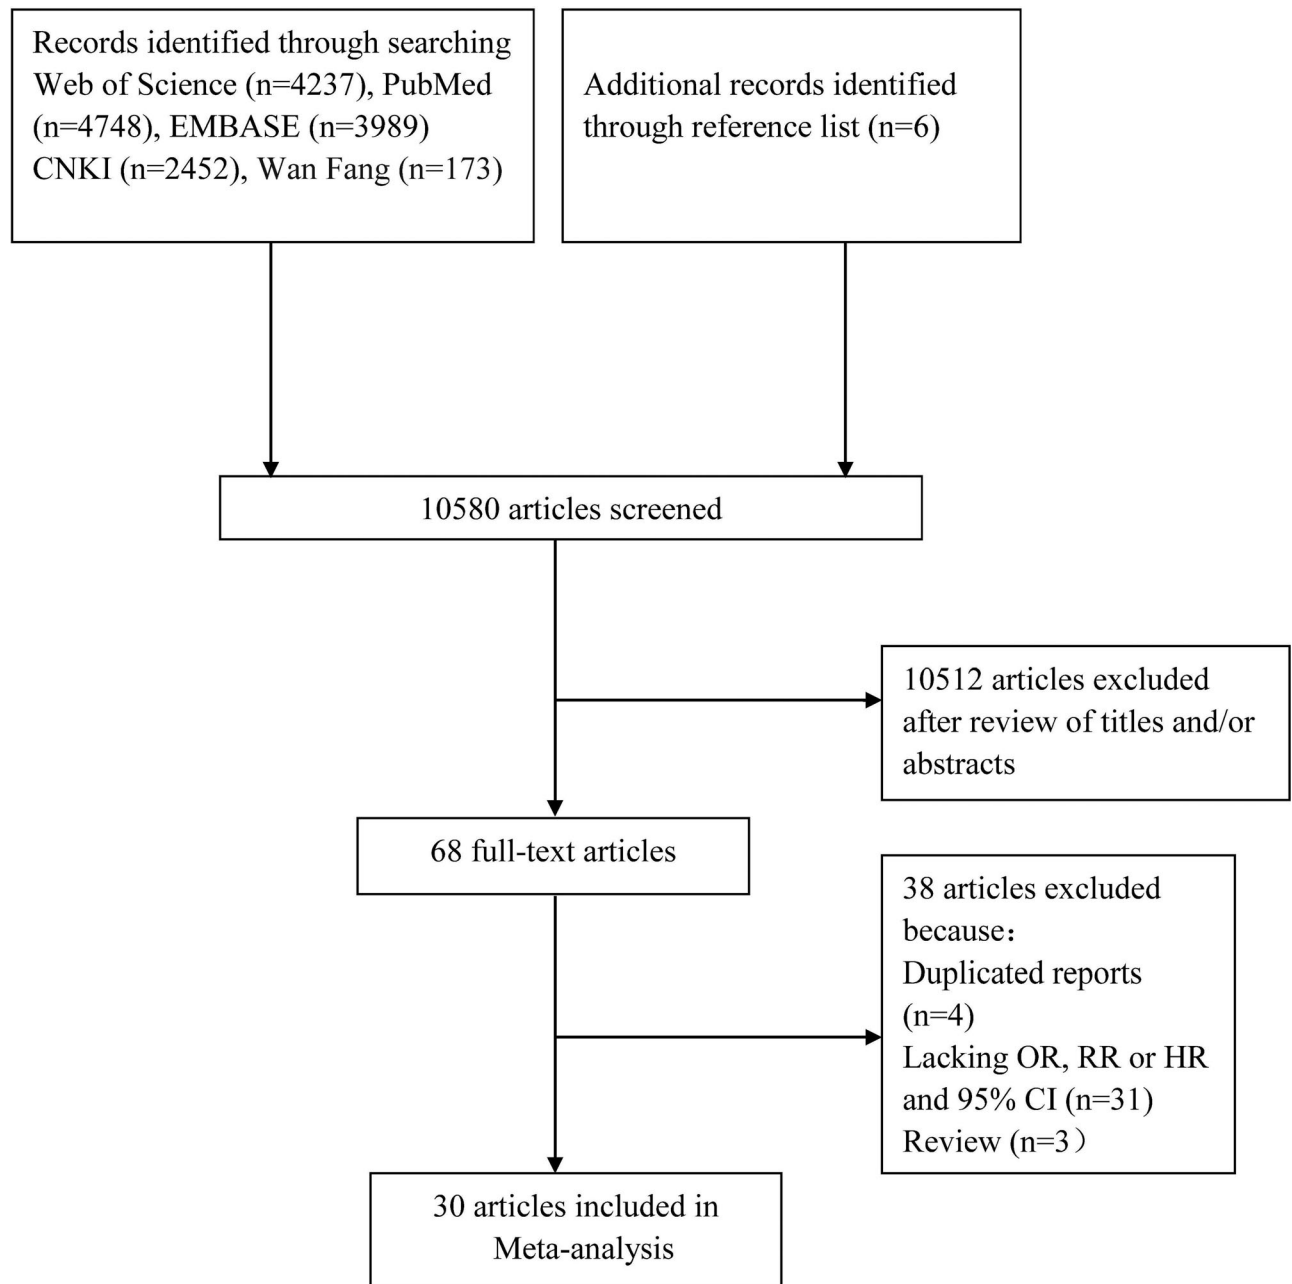 Records identified through searching
Web of Science (n=4237), PubMed
(n=4748), EMBASE (n=3989)
CNKI (n=2452), Wan Fang (n=173)
Additional records identified
through reference list (n=6)
10580 articles screened
10512 articles excluded
after review of titles and/or
abstracts
68 full-text articles
38 articles excluded
because：
Duplicated reports
(n=4)
Lacking OR, RR or HR
and 95% CI (n=31)
Review (n=3）
30 articles included in
Meta-analysis